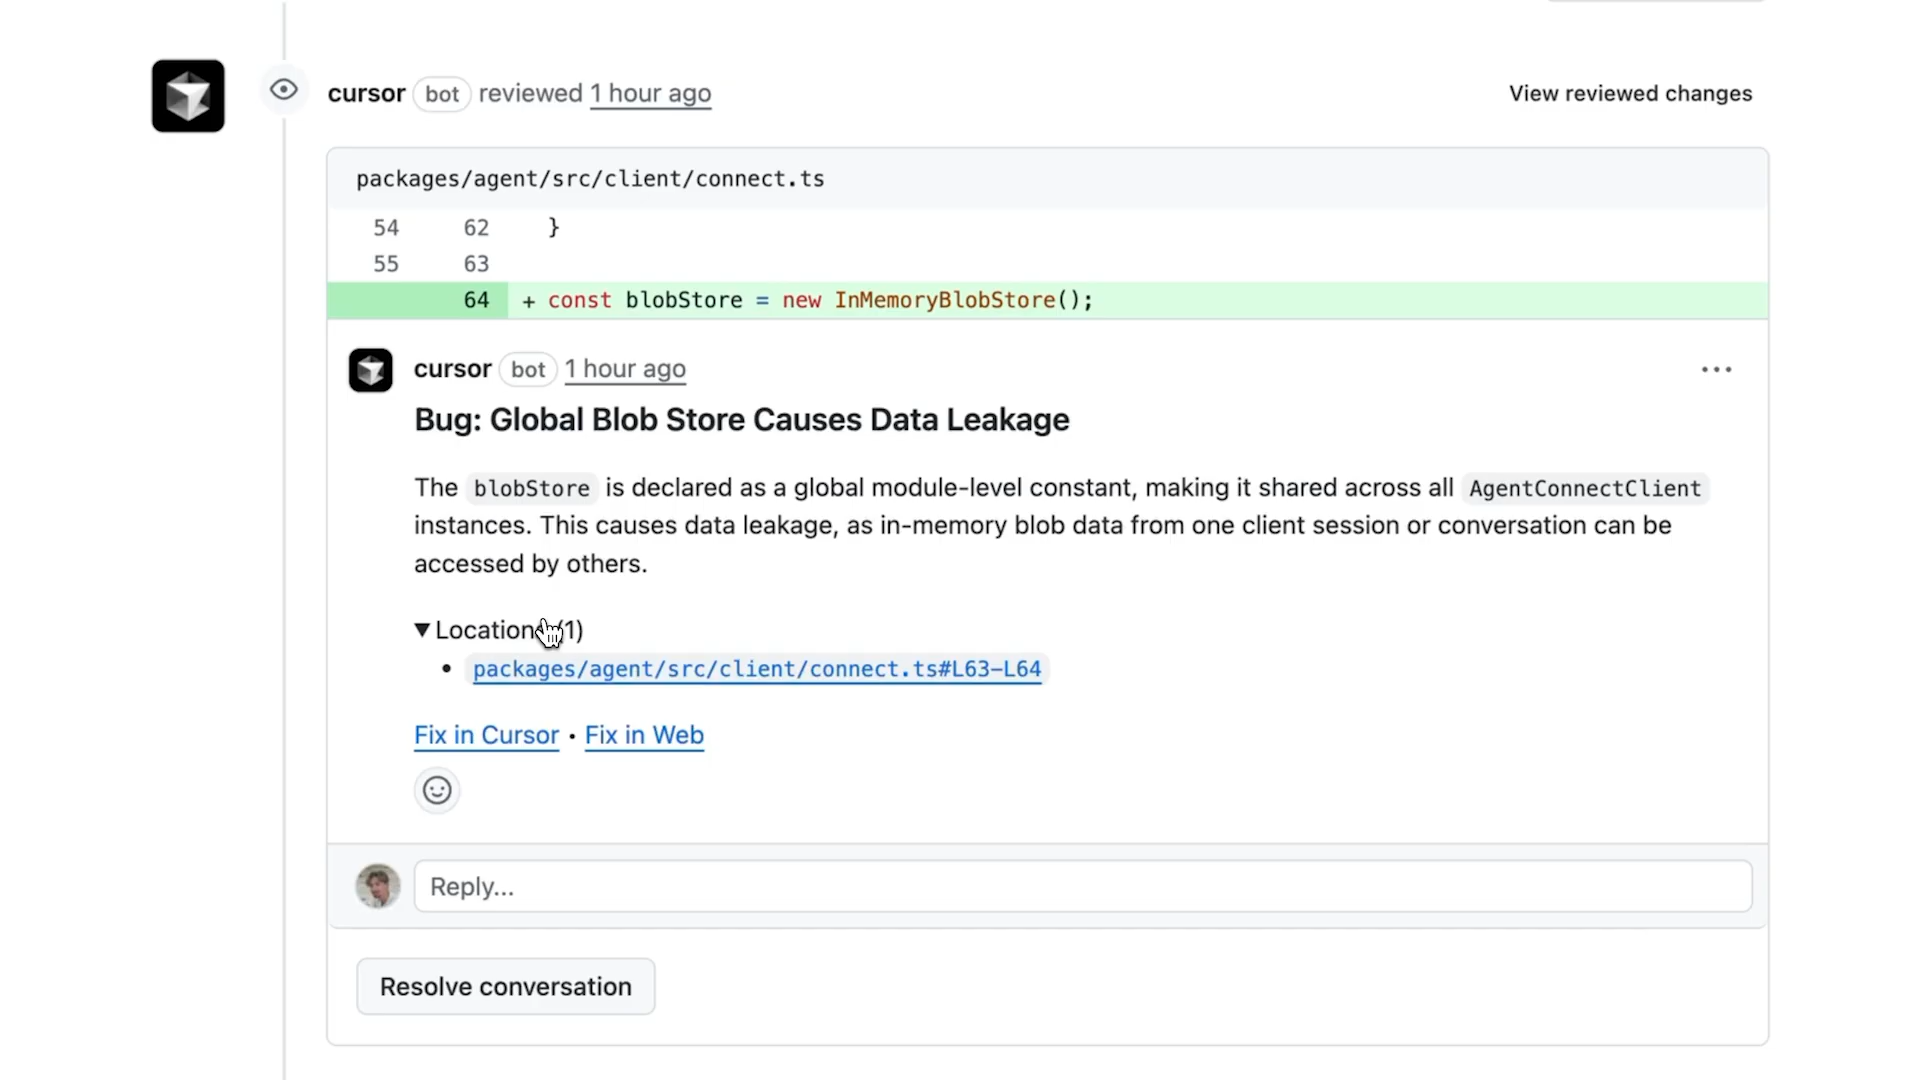 cursor bot reviewed 1 hour ago
View reviewed changes
packages/agent/src/client/connect.ts
54 62 }
55 63
64 + const blobStore = new InMemoryBlobStore();
cursor bot 1 hour ago
Bug: Global Blob Store Causes Data Leakage
The blobStore is declared as a global module-level constant, making it shared across all AgentConnectClient
instances. This causes data leakage, as in-memory blob data from one client session or conversation can be
accessed by others.
▼ Locations (1)
• packages/agent/src/client/connect.ts#L63-L64
Fix in Cursor • Fix in Web
Reply...
Resolve conversation